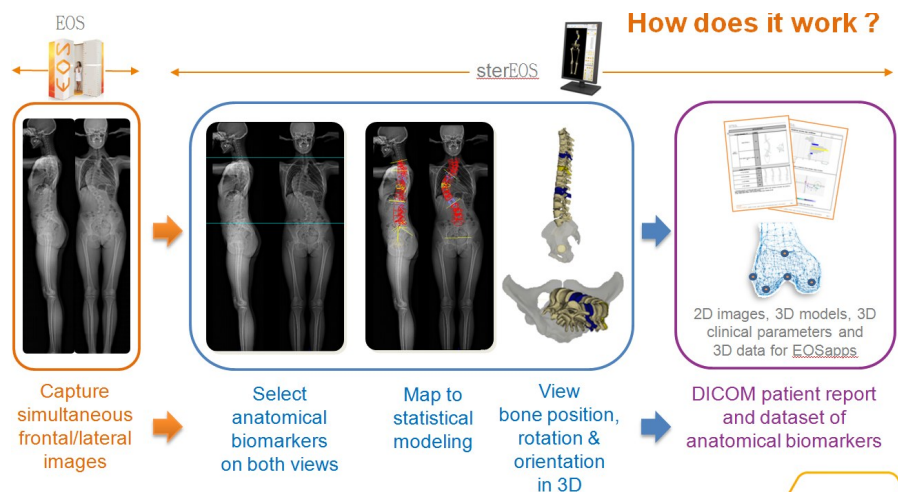 EOS
How does it work ?
EOS
sterEOS
2D images, 3D models, 3D
clinical parameters and
3D data for EOSapps
Capture
simultaneous
frontal/lateral
images
Select
anatomical
biomarkers
on both views
Map to
statistical
modeling
View
bone position,
rotation &
orientation
in 3D
DICOM patient report
and dataset of
anatomical biomarkers